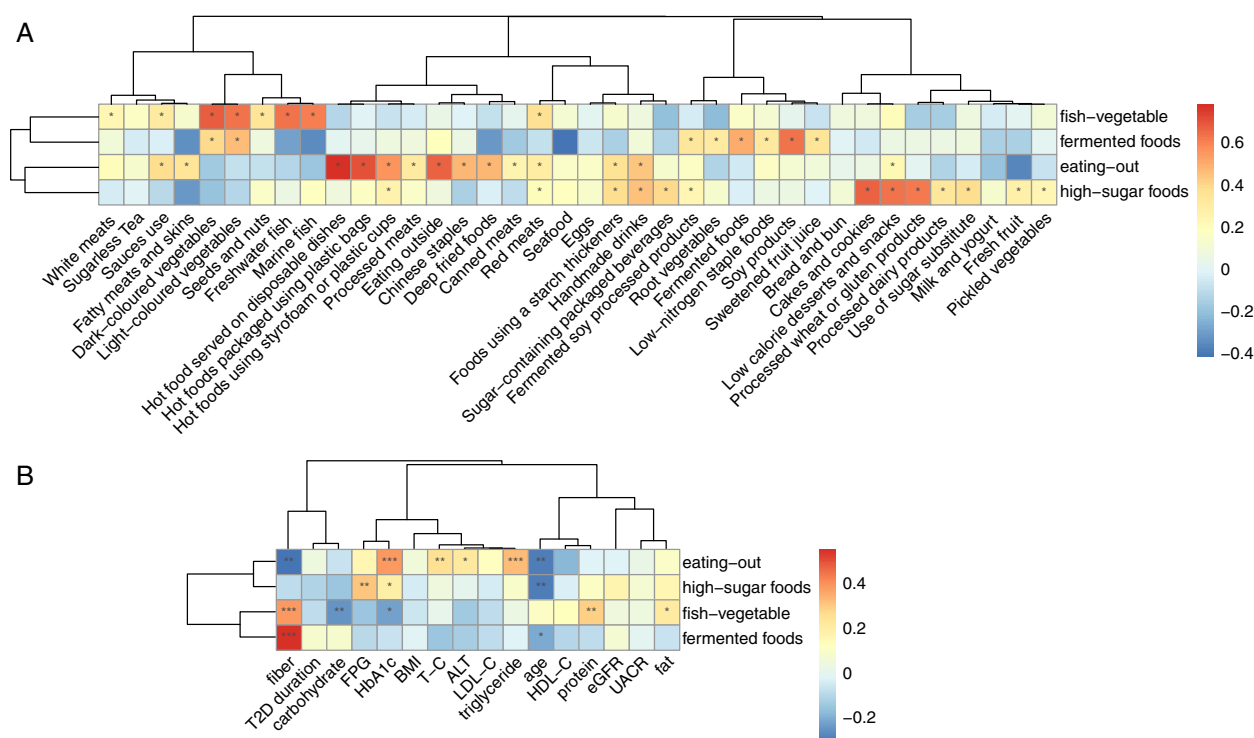 A
* * * * * * * fish−vegetable 0.6
* * * * * * * * fermented foods 0.4
* * * * * * * * * * * * * * eating−out 0.2
* * * * * * * * * * * * * high−sugar foods 0
−0.2
−0.4
White meats
Sugarless Tea
Sauces use
Fatty meats and skins
Dark−coloured vegetables
Light−coloured vegetables
Seeds and nuts
Freshwater fish
Marine fish
Hot food served on disposable dishes
Hot foods packaged using plastic bags
Hot foods using styrofoam or plastic cups
Processed meats
Eating outside
Chinese staples
Deep fried foods
Canned meats
Red meats
Seafood
Eggs
Foods using a starch thickeners
Handmade drinks
Sugar−containing packaged beverages
Fermented soy processed products
Root vegetables
Fermented foods
Low−nitrogen staple foods
Soy products
Sweetened fruit juice
Bread and bun
Cakes and cookies
Low calorie desserts and snacks
Processed wheat or gluten products
Processed dairy products
Use of sugar substitute
Milk and yogurt
Fresh fruit
Pickled vegetables
B
** *** ** * *** ** eating−out 0.4
** * ** high−sugar foods
*** ** * ** * fish−vegetable 0.2
*** * fermented foods 0
−0.2
fiber
T2D duration
carbohydrate
FPG
HbA1c
BMI
T−C
ALT
LDL−C
triglyceride
age
HDL−C
protein
eGFR
UACR
fat